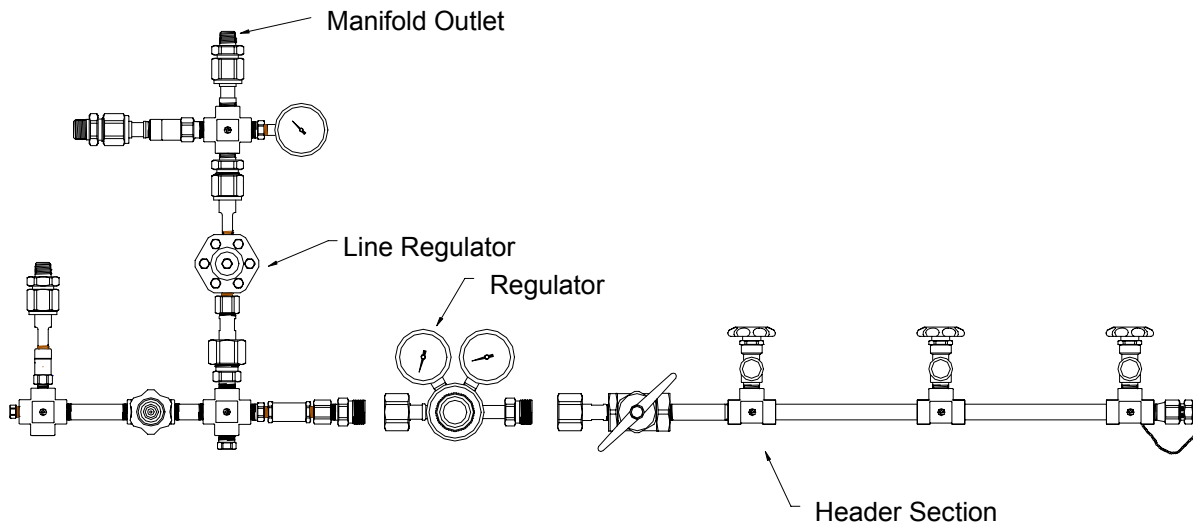 Manifold Outlet
Line Regulator
Regulator
Header Section